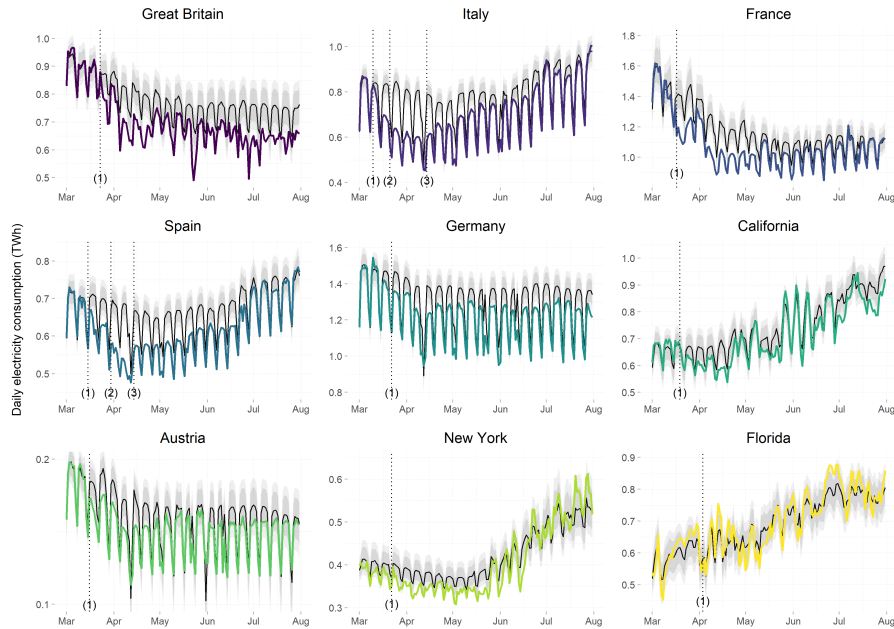 Great Britain
Italy
France
1.0
0.9
0.8
0.7
0.6
0.5
(1)
Mar Apr May Jun Jul Aug
1.0
0.8
0.6
0.4
(1) (2) (3)
Mar Apr May Jun Jul Aug
1.8
1.6
1.4
1.2
1.0
(1)
Mar Apr May Jun Jul Aug
Daily electricity consumption (TWh)
Spain
Germany
California
0.8
0.7
0.6
0.5
(1) (2) (3)
Mar Apr May Jun Jul Aug
1.6
1.4
1.2
1.0
0.8
(1)
Mar Apr May Jun Jul Aug
1.0
0.9
0.8
0.7
0.6
0.5
(1)
Mar Apr May Jun Jul Aug
Austria
New York
Florida
0.2
0.1
(1)
Mar Apr May Jun Jul Aug
0.6
0.5
0.4
0.3
(1)
Mar Apr May Jun Jul Aug
0.9
0.8
0.7
0.6
0.5
(1)
Mar Apr May Jun Jul Aug